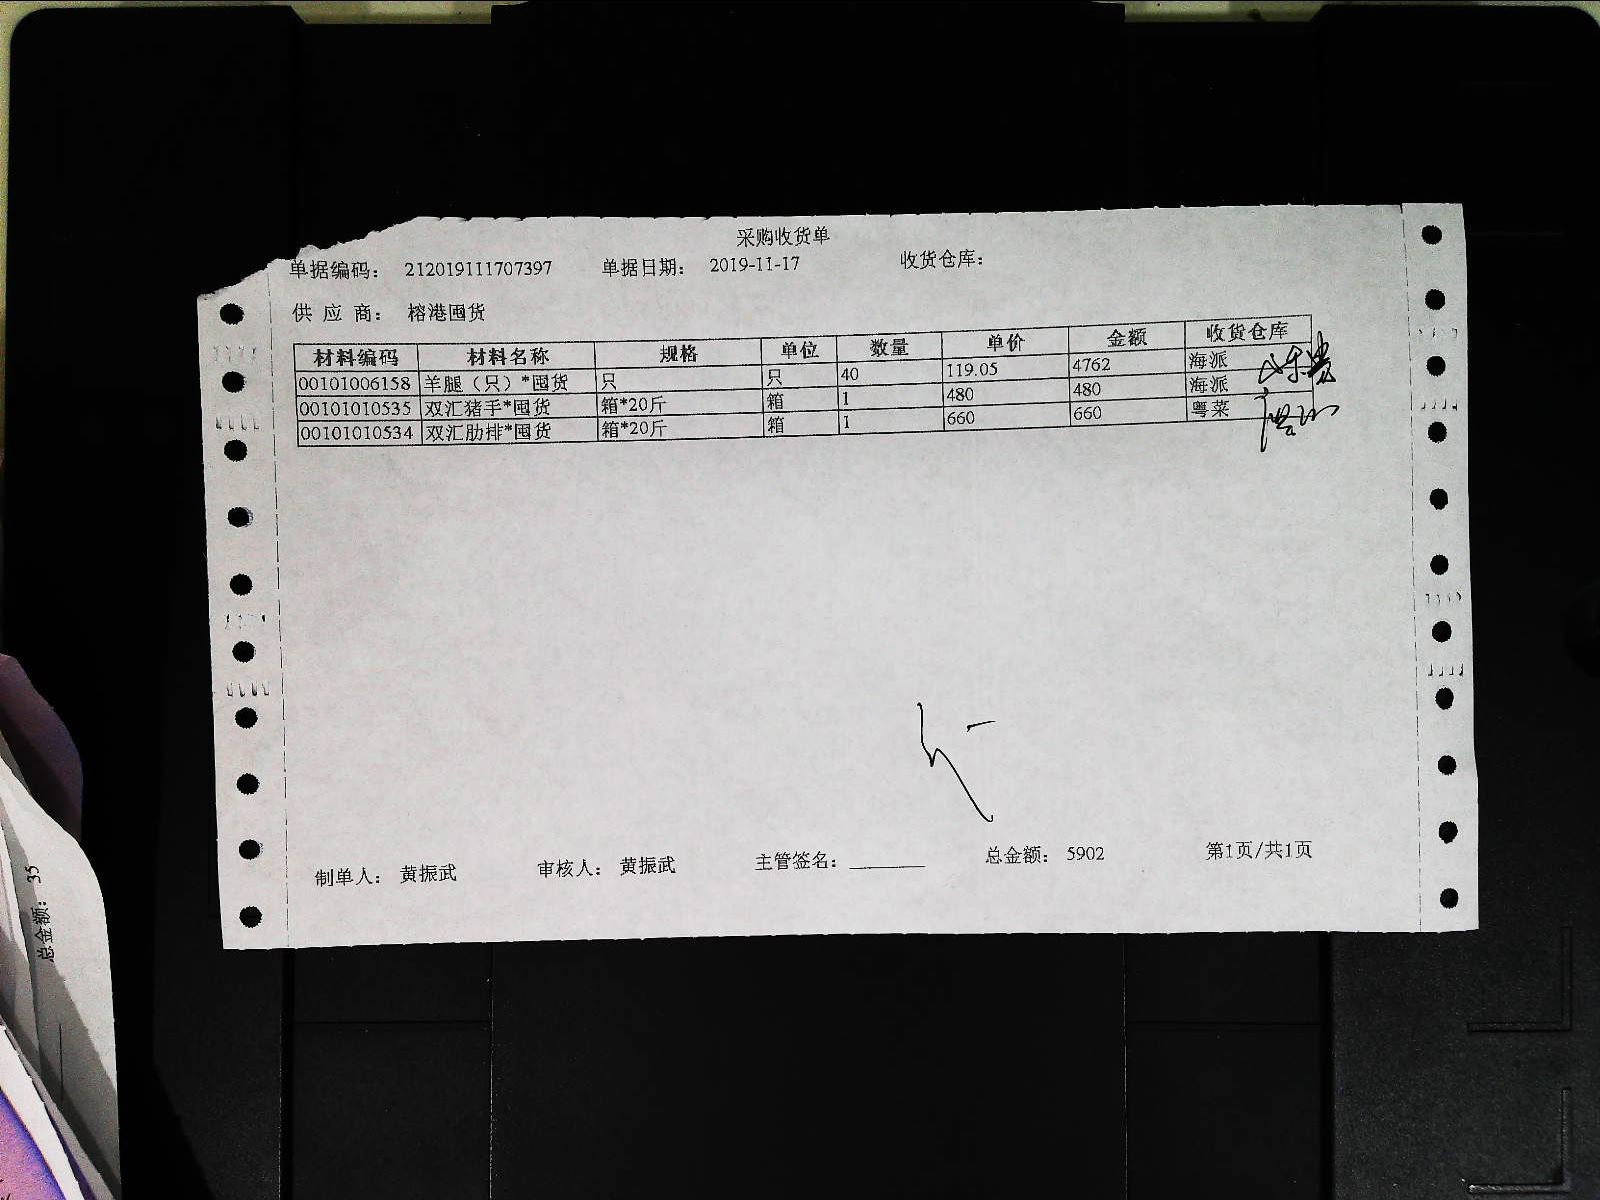 采购收货单
单据编码： 212019111707397 单据日期： 2019-11-17 收货仓库：
供 应 商： 榕港囤货
材料编码 材料名称 规格 单位 数量 单价 金额 收货仓库
00101006158 羊腿（只）*囤货 只 只 40 119.05 4762 海派
00101010535 双汇猪手*囤货 箱*20斤 箱 1 480 480 海派
00101010534 双汇肋排*囤货 箱*20斤 箱 1 660 660 粤菜
制单人： 黄振武 审核人： 黄振武 主管签名：________ 总金额： 5902 第1页/共1页
总金额： 35